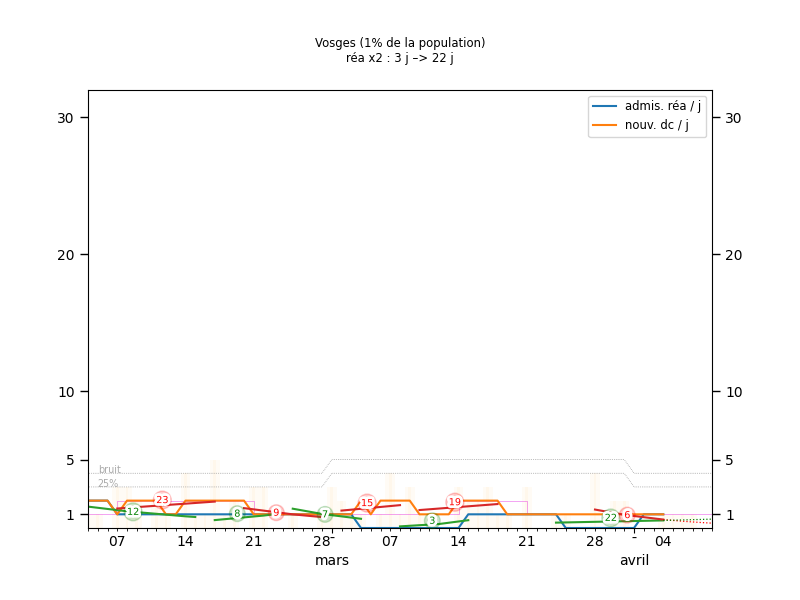 Vosges (1% de la population)
réa x2 : 3 j –> 22 j
admis. réa / j
nouv. dc / j
30 30
20 20
10 10
5 5
bruit
25%
23 15 19
12 8 9 7 3 22 6
1 1
07 14 21 28 - 07 14 21 28 - 04
mars avril